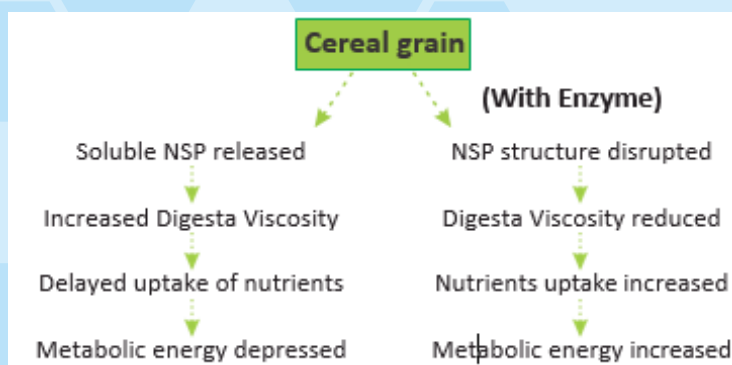 Cereal grain
(With Enzyme)
Soluble NSP released
NSP structure disrupted
Increased Digesta Viscosity
Digesta Viscosity reduced
Delayed uptake of nutrients
Nutrients uptake increased
Metabolic energy depressed
Metabolic energy increased